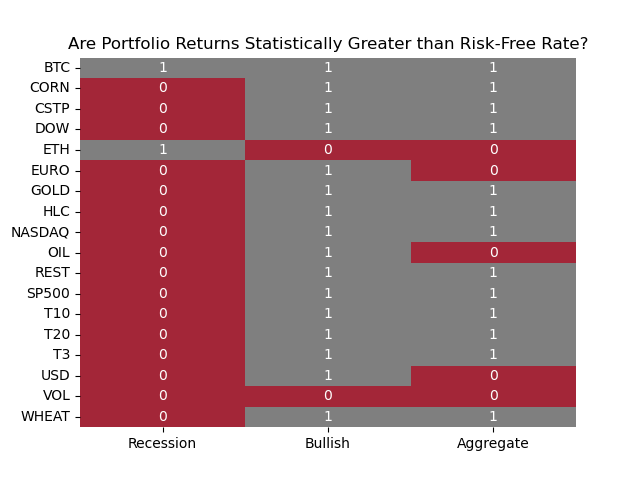 Are Portfolio Returns Statistically Greater than Risk-Free Rate?
BTC 1 1 1
CORN 0 1 1
CSTP 0 1 1
DOW 0 1 1
ETH 1 0 0
EURO 0 1 0
GOLD 0 1 1
HLC 0 1 1
NASDAQ 0 1 1
OIL 0 1 0
REST 0 1 1
SP500 0 1 1
T10 0 1 1
T20 0 1 1
T3 0 1 1
USD 0 1 0
VOL 0 0 0
WHEAT 0 1 1
Recession Bullish Aggregate